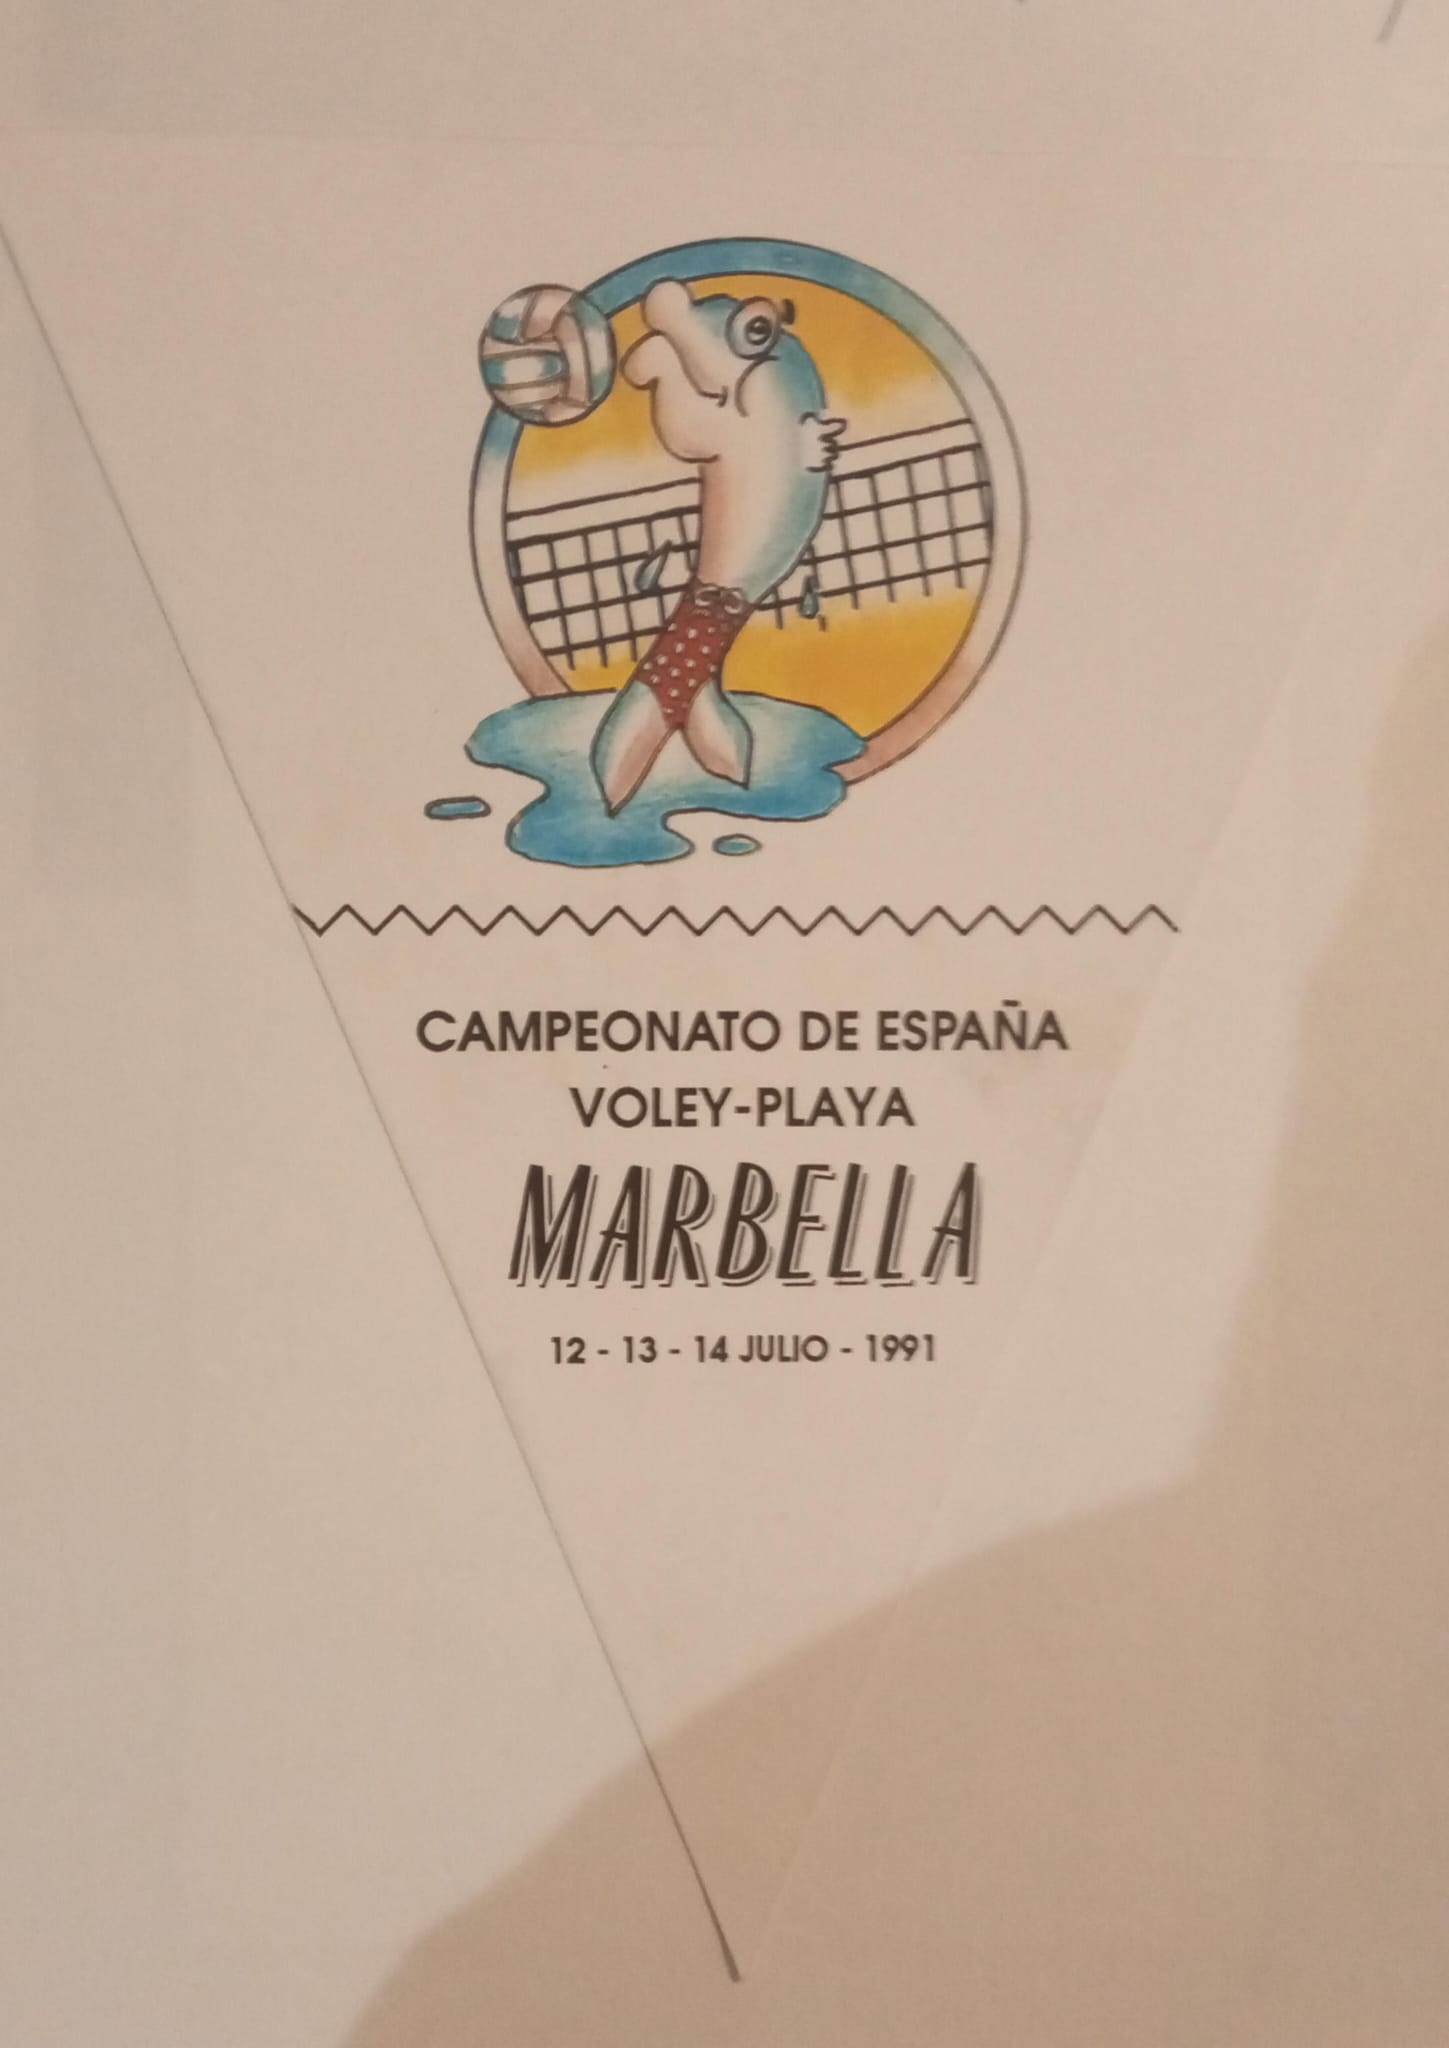 CAMPEONATO DE ESPAÑA
VOLEY-PLAYA
MARBELLA
12 - 13 - 14 JULIO - 1991